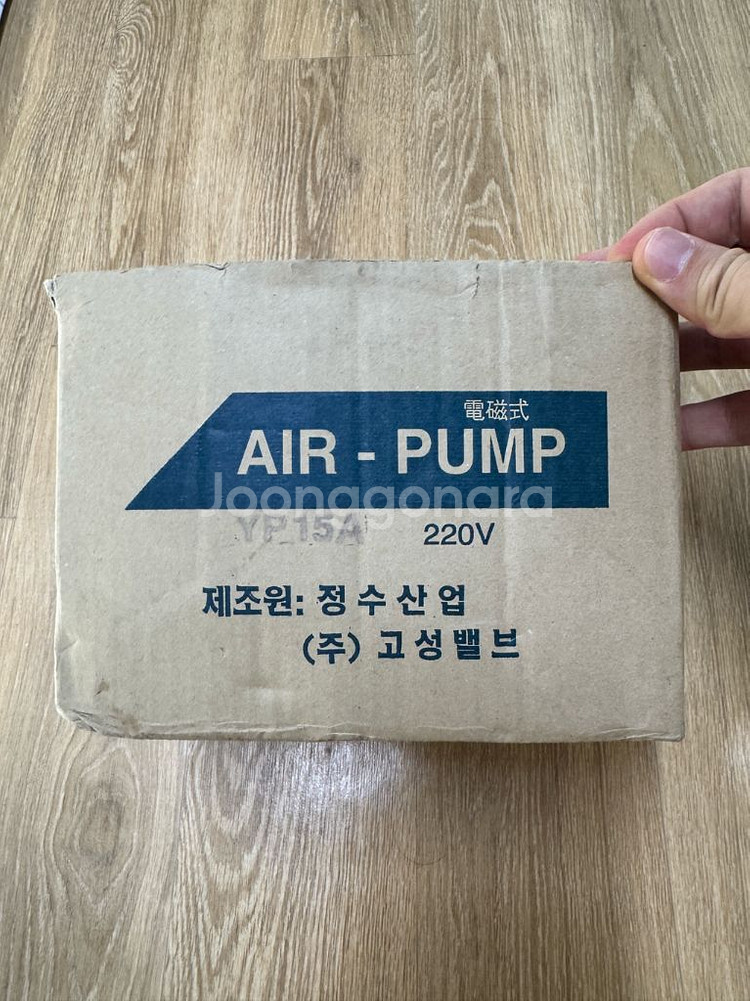 電磁式
AIR - PUMP
Joonggonara
YP 15A
220V
제조원: 정수산업
(주) 고성밸브